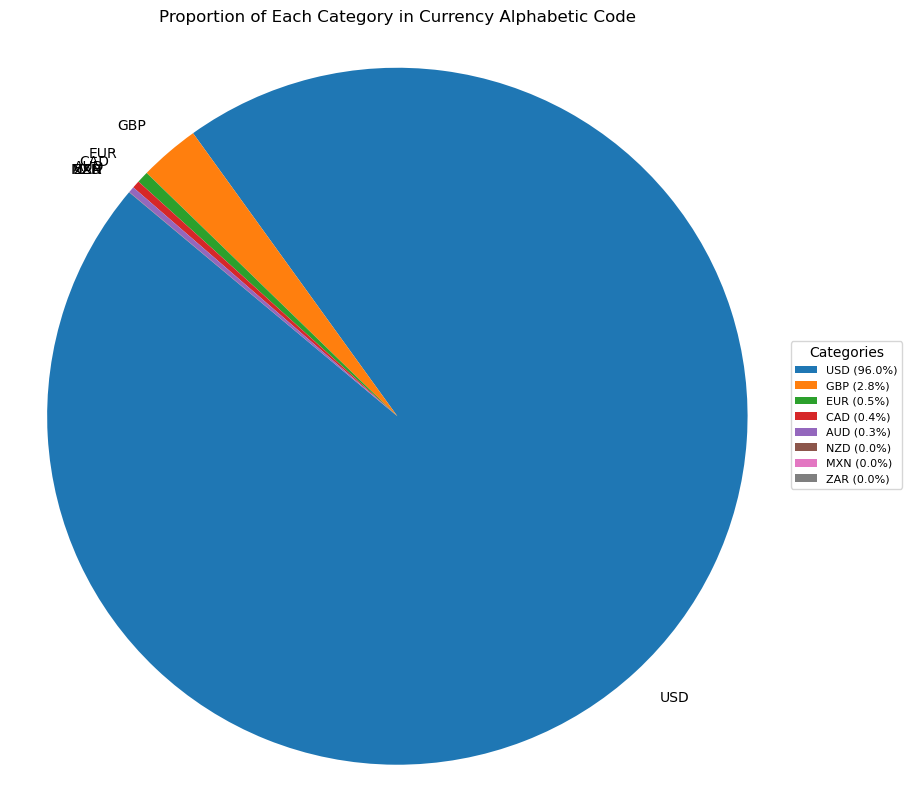 Proportion of Each Category in Currency Alphabetic Code
GBP
EUR
CAD
USD
Categories
USD (96.0%)
GBP (2.8%)
EUR (0.5%)
CAD (0.4%)
AUD (0.3%)
NZD (0.0%)
MXN (0.0%)
ZAR (0.0%)